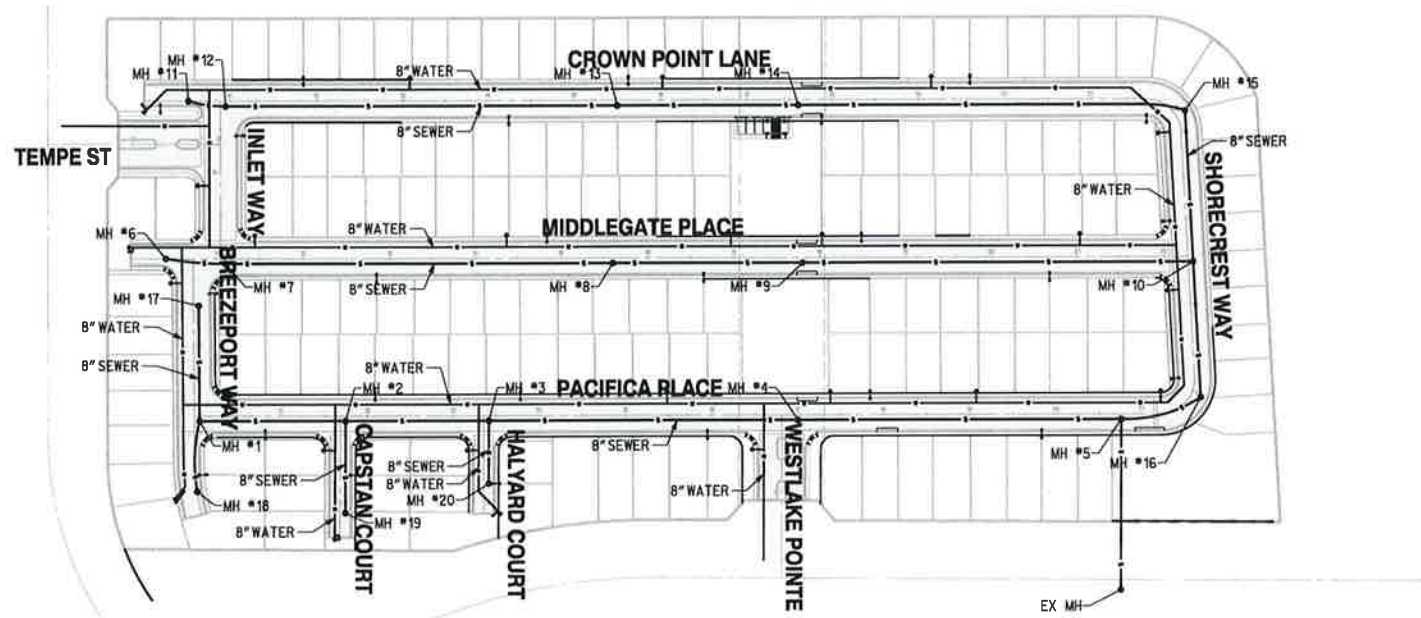 CROWN POINT LANE
MH #12
MH #11
8" WATER
MH #13
MH #14
MH #15
8" SEWER
8" SEWER
TEMPE ST
INLET WAY
SHORECREST WAY
8" WATER
MIDDLEGATE PLACE
MH #6
8" WATER
BREEZEPORT WAY
MH #7
8" SEWER
MH #8
MH #9
MH #10
MH #17
8" WATER
8" SEWER
8" WATER
MH #2
MH #3
PACIFICA PLACE
MH #4
MH #1
CAPSTAN COURT
HALYARD COURT
WESTLAKE POINTE
8" SEWER
MH #5
MH #16
8" SEWER
8" SEWER
8" WATER
MH #20
8" WATER
MH #18
MH #19
8" WATER
EX MH